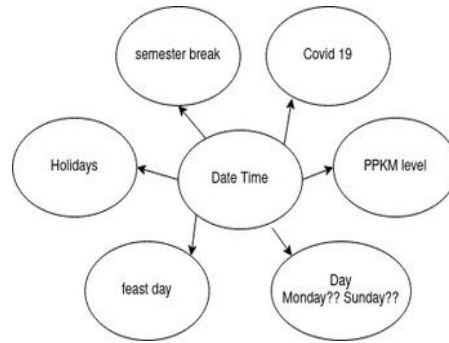 semester break
Covid 19
Holidays
Date Time
PPKM level
feast day
Day
Monday?? Sunday??